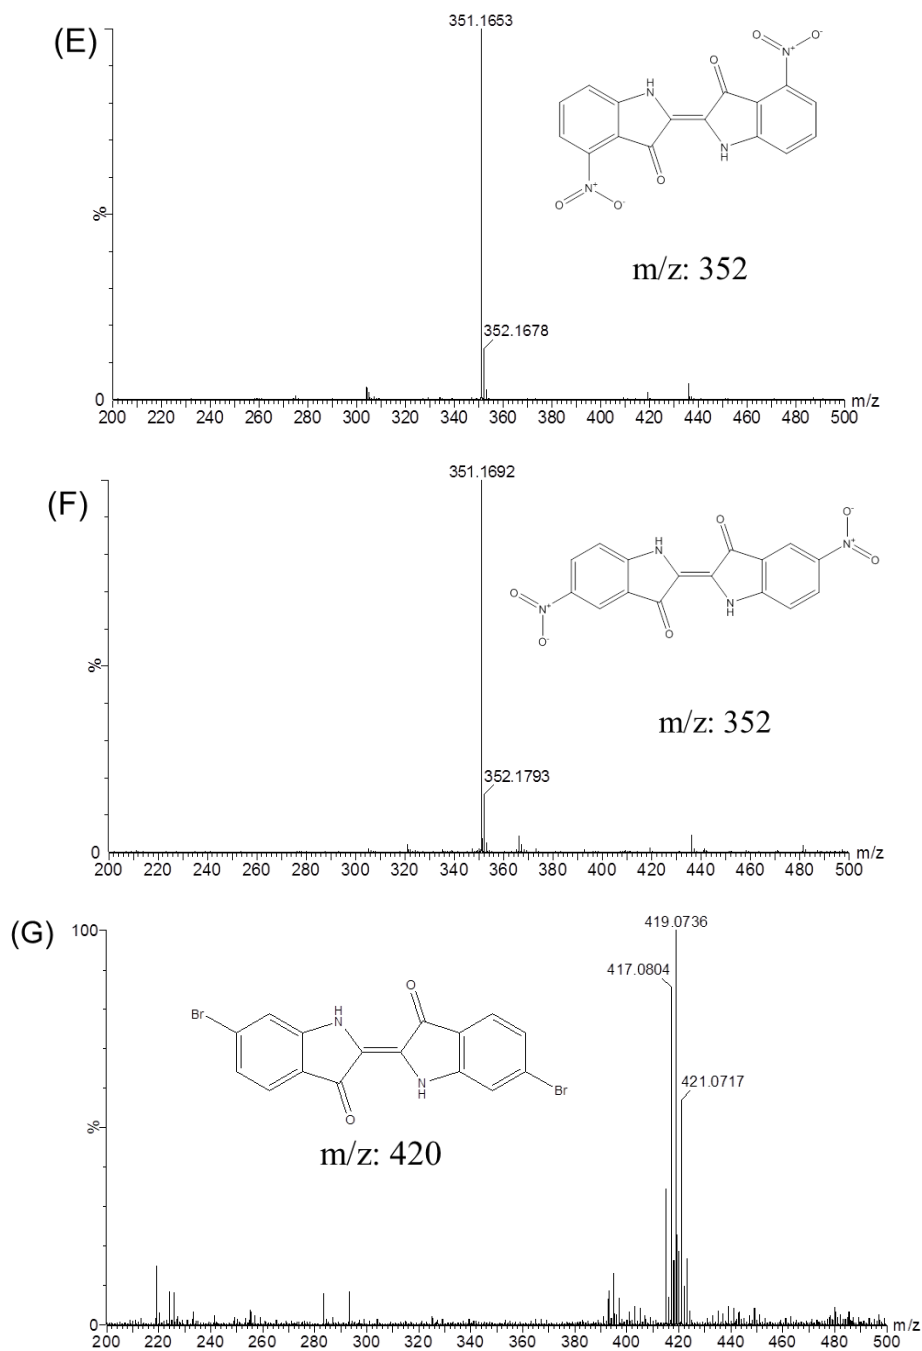 (E)
351.1653
352.1678
%
0
200 220 240 260 280 300 320 340 360 380 400 420 440 460 480 500
m/z
O
N+
O-
O
H
N
N
H
O
N+
O
O-
m/z: 352
(F)
351.1692
352.1793
%
0
200 220 240 260 280 300 320 340 360 380 400 420 440 460 480 500
m/z
O-
N+
O
O
H
N
O
N+
O-
N
H
O
m/z: 352
(G)
100
419.0736
417.0804
421.0717
%
0
200 220 240 260 280 300 320 340 360 380 400 420 440 460 480 500
m/z
O
Br
H
N
N
H
Br
O
m/z: 420